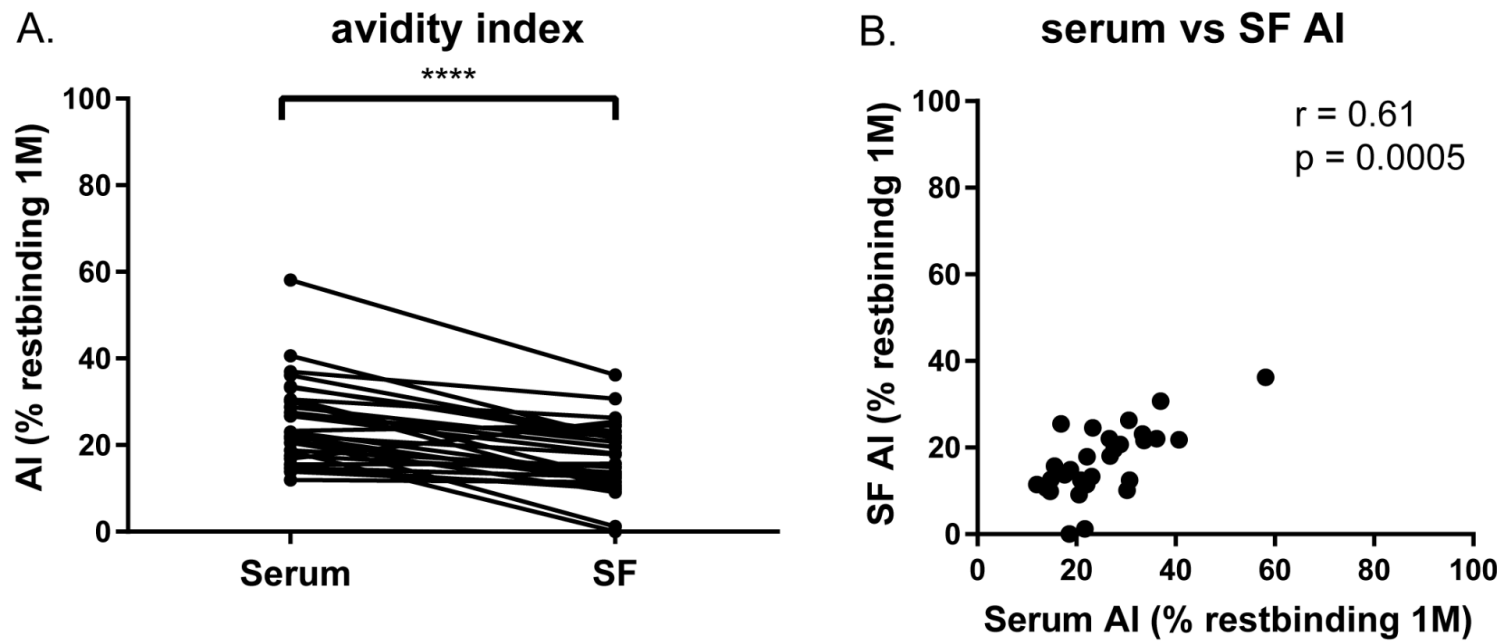 A.
avidity index
****
AI (% restbinding 1M)
100
80
60
40
20
0
Serum
SF
B.
serum vs SF AI
r = 0.61
p = 0.0005
SF AI (% restbinindg 1M)
100
80
60
40
20
0
0
20
40
60
80
100
Serum AI (% restbinding 1M)